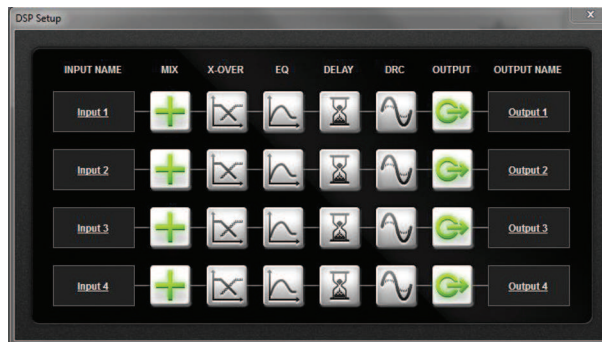 DSP Setup
x
INPUT NAME MIX X-OVER EQ DELAY DRC OUTPUT OUTPUT NAME
Input 1 Output 1
Input 2 Output 2
Input 3 Output 3
Input 4 Output 4